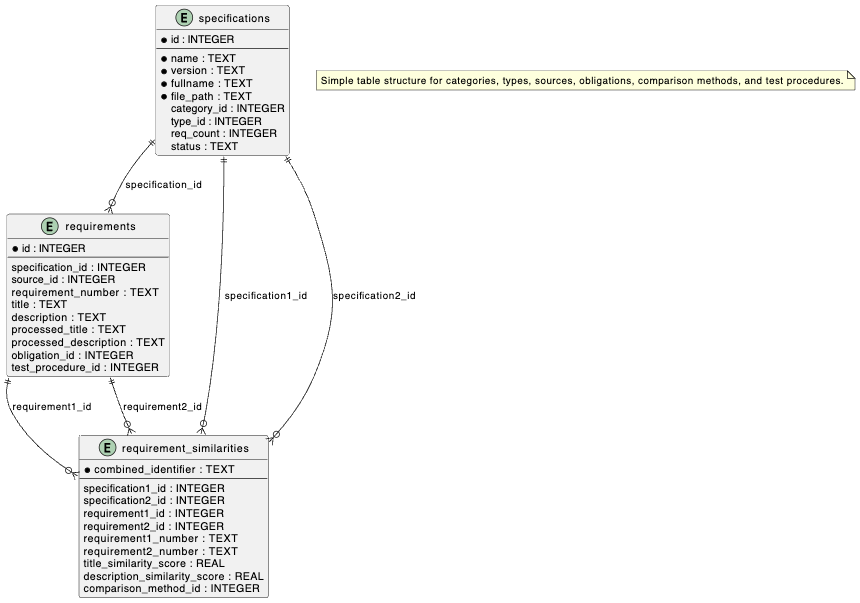 E specifications
id : INTEGER
name : TEXT
version : TEXT
fullname : TEXT
file_path : TEXT
category_id : INTEGER
type_id : INTEGER
req_count : INTEGER
status : TEXT
Simple table structure for categories, types, sources, obligations, comparison methods, and test procedures.
specification_id
E requirements
id : INTEGER
specification_id : INTEGER
source_id : INTEGER
requirement_number : TEXT
title : TEXT
description : TEXT
processed_title : TEXT
processed_description : TEXT
obligation_id : INTEGER
test_procedure_id : INTEGER
specification1_id
specification2_id
requirement1_id
requirement2_id
E requirement_similarities
combined_identifier : TEXT
specification1_id : INTEGER
specification2_id : INTEGER
requirement1_id : INTEGER
requirement2_id : INTEGER
requirement1_number : TEXT
requirement2_number : TEXT
title_similarity_score : REAL
description_similarity_score : REAL
comparison_method_id : INTEGER